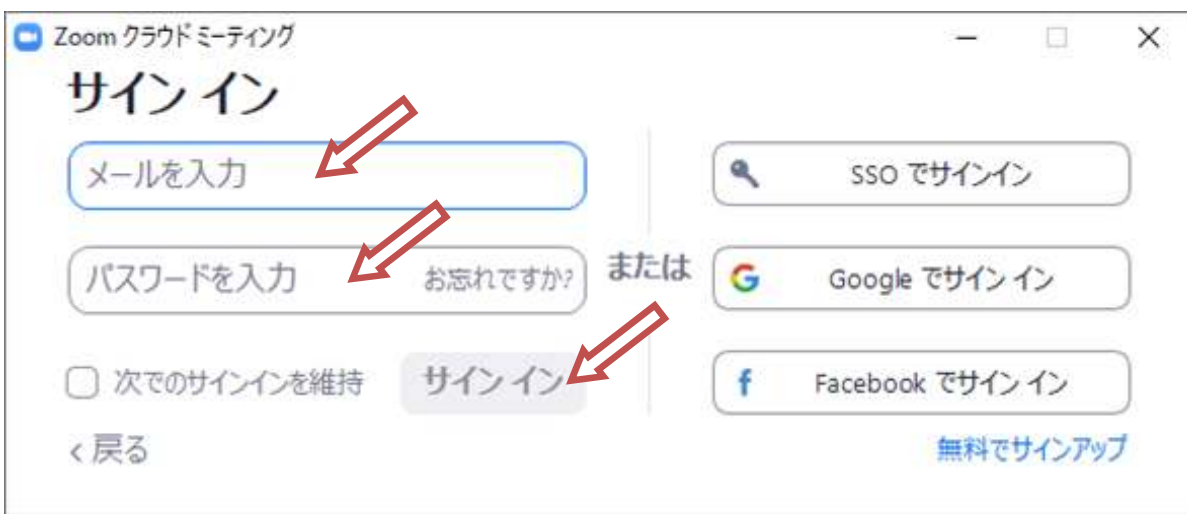 Zoom クラウド ミーティング
サイン イン
メールを入力
パスワードを入力 お忘れですか?
次でのサインインを維持 サイン イン
< 戻る
または
SSO でサインイン
Google でサイン イン
Facebook でサイン イン
無料でサインアップ